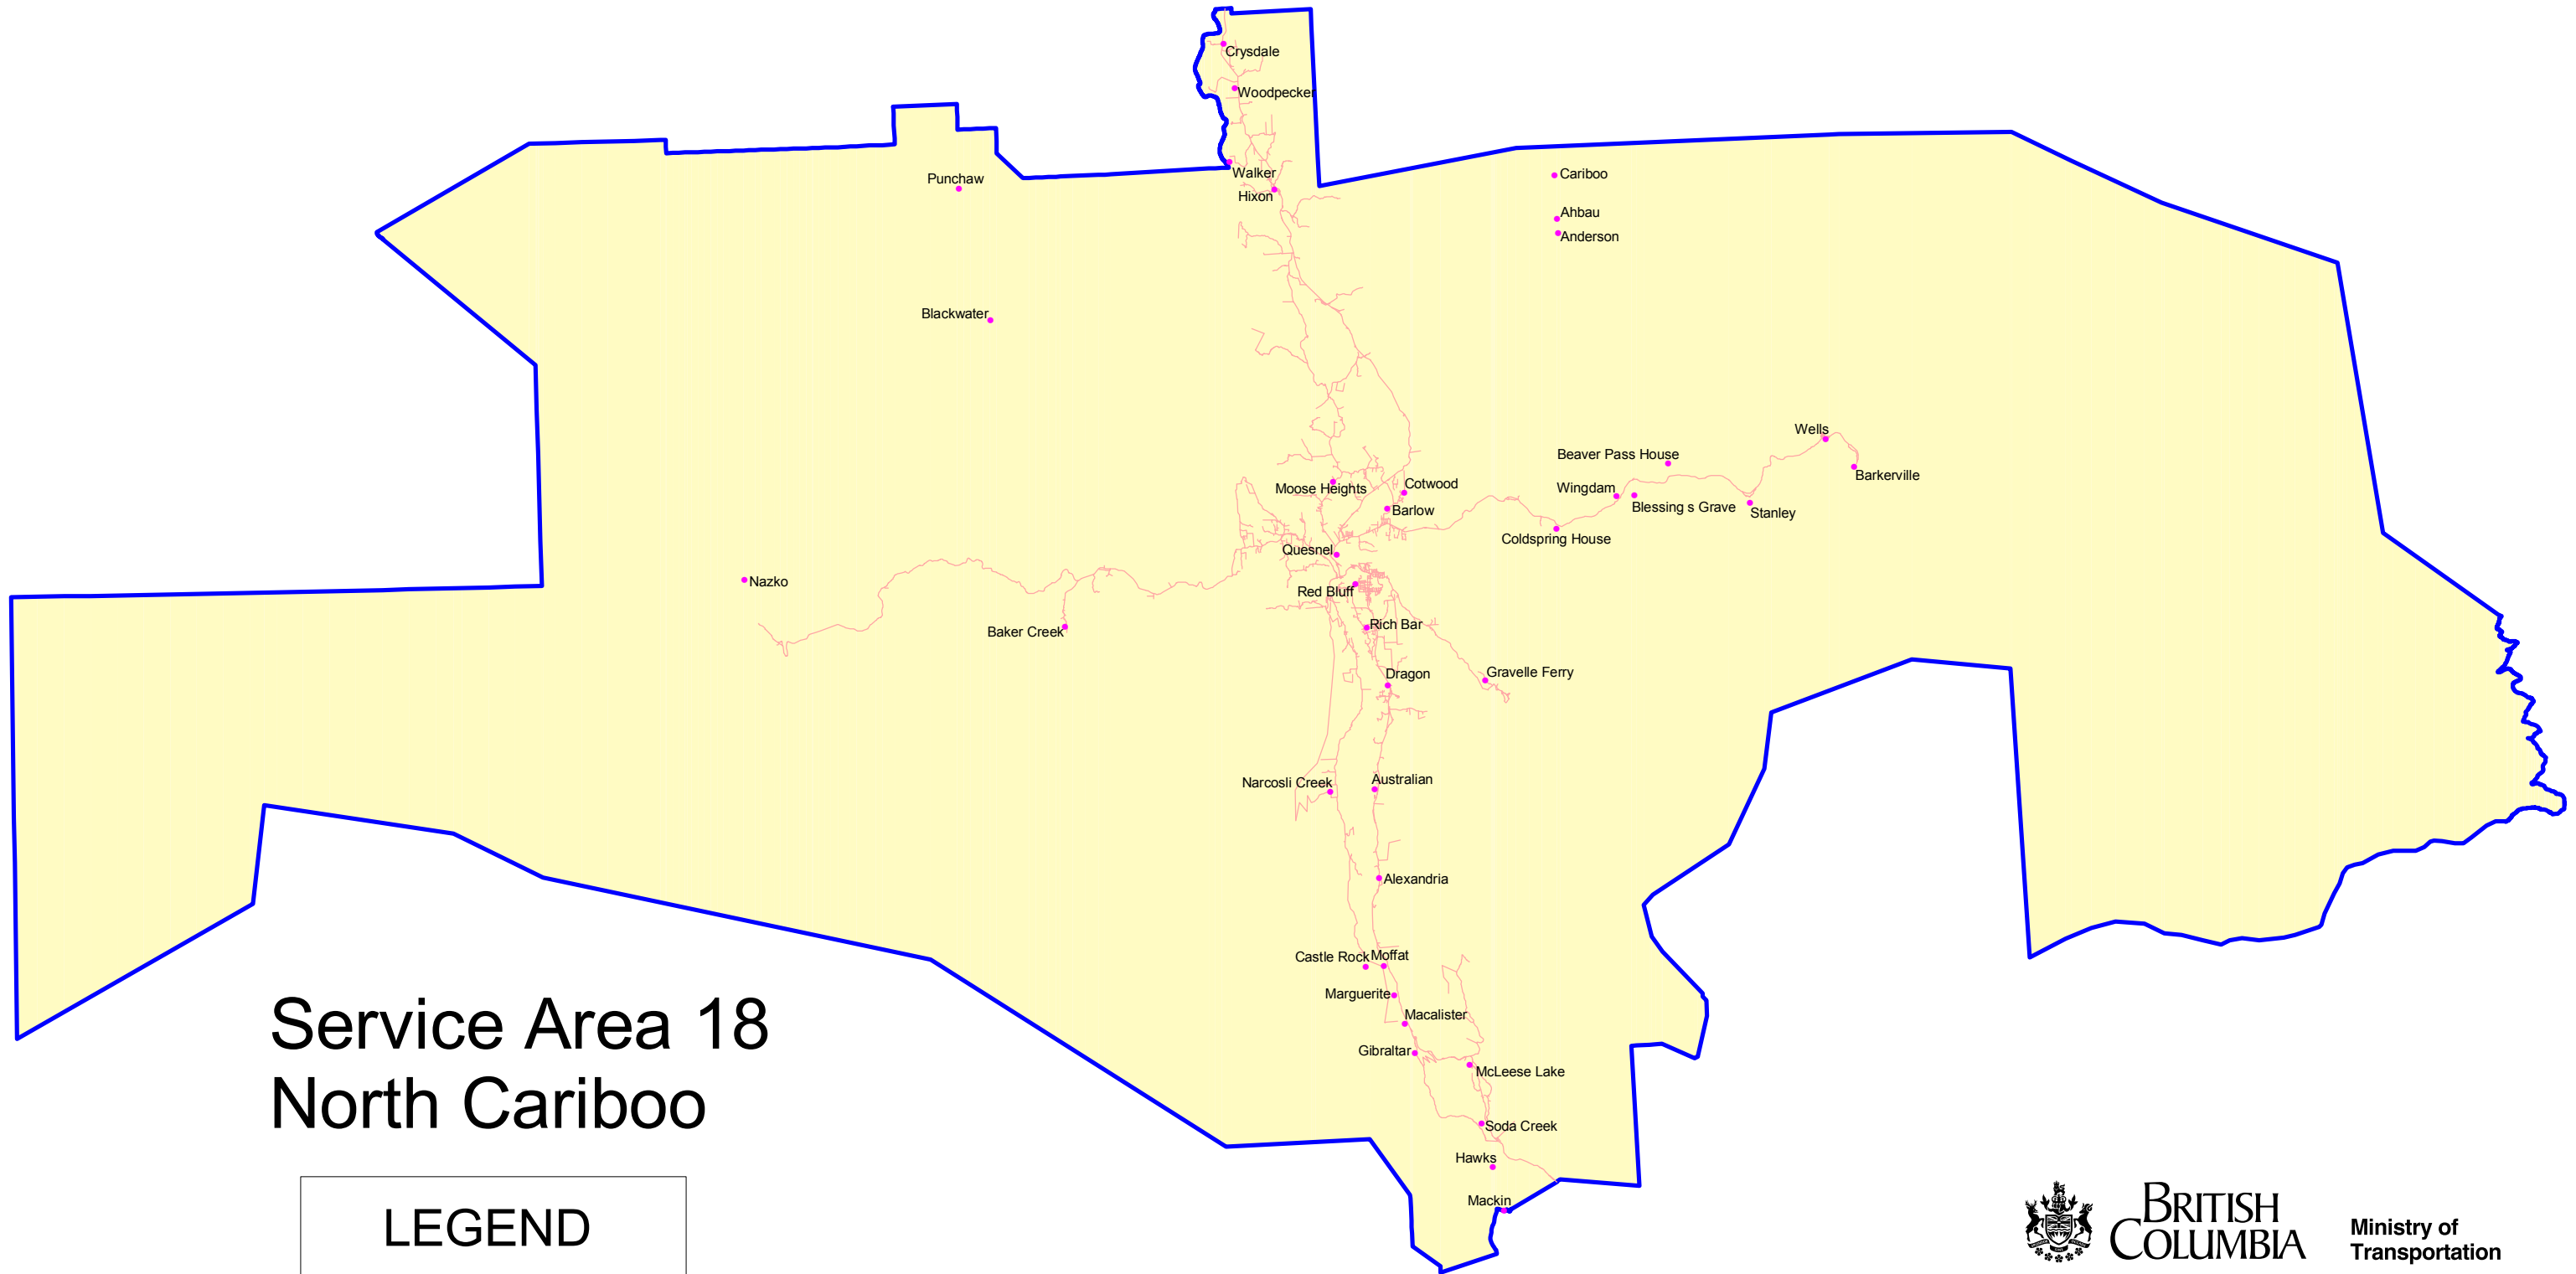 Crysdale
Woodpecker
Walker
Hixon
Punchaw
Cariboo
Ahbau
Anderson
Blackwater
Wells
Beaver Pass House
Barkerville
Moose Heights
Cotwood
Wingdam
Blessing s Grave
Stanley
Barlow
Coldspring House
Quesnel
Nazko
Red Bluff
Baker Creek
Rich Bar
Dragon
Gravelle Ferry
Narcosli Creek
Australian
Alexandria
Castle Rock
Moffat
Marguerite
Macalister
Gibraltar
McLeese Lake
Soda Creek
Hawks
Mackin
Service Area 18
North Cariboo
LEGEND
BRITISH
COLUMBIA
Ministry of
Transportation